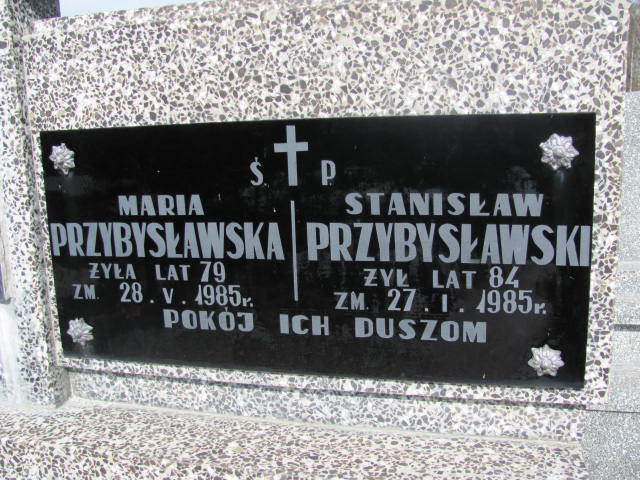 Ś. P.
MARIA
PRZYBYSŁAWSKA
ŻYŁA LAT 79
ZM. 28.V.1985r.
STANISŁAW
PRZYBYSŁAWSKI
ŻYŁ LAT 84
ZM. 27.I.1985r.
POKÓJ ICH DUSZOM